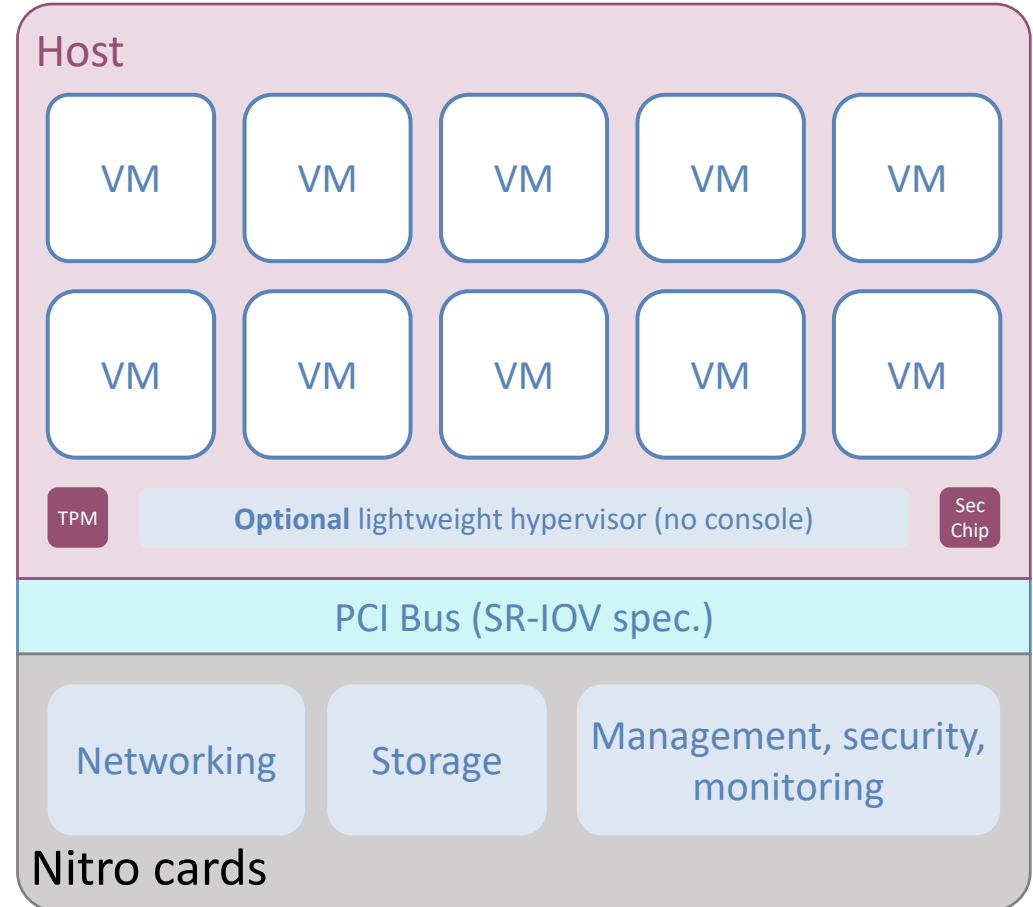 Host
VM VM VM VM VM
VM VM VM VM VM
TPM
Optional lightweight hypervisor (no console)
Sec
Chip
PCI Bus (SR-IOV spec.)
Networking
Storage
Management, security,
monitoring
Nitro cards